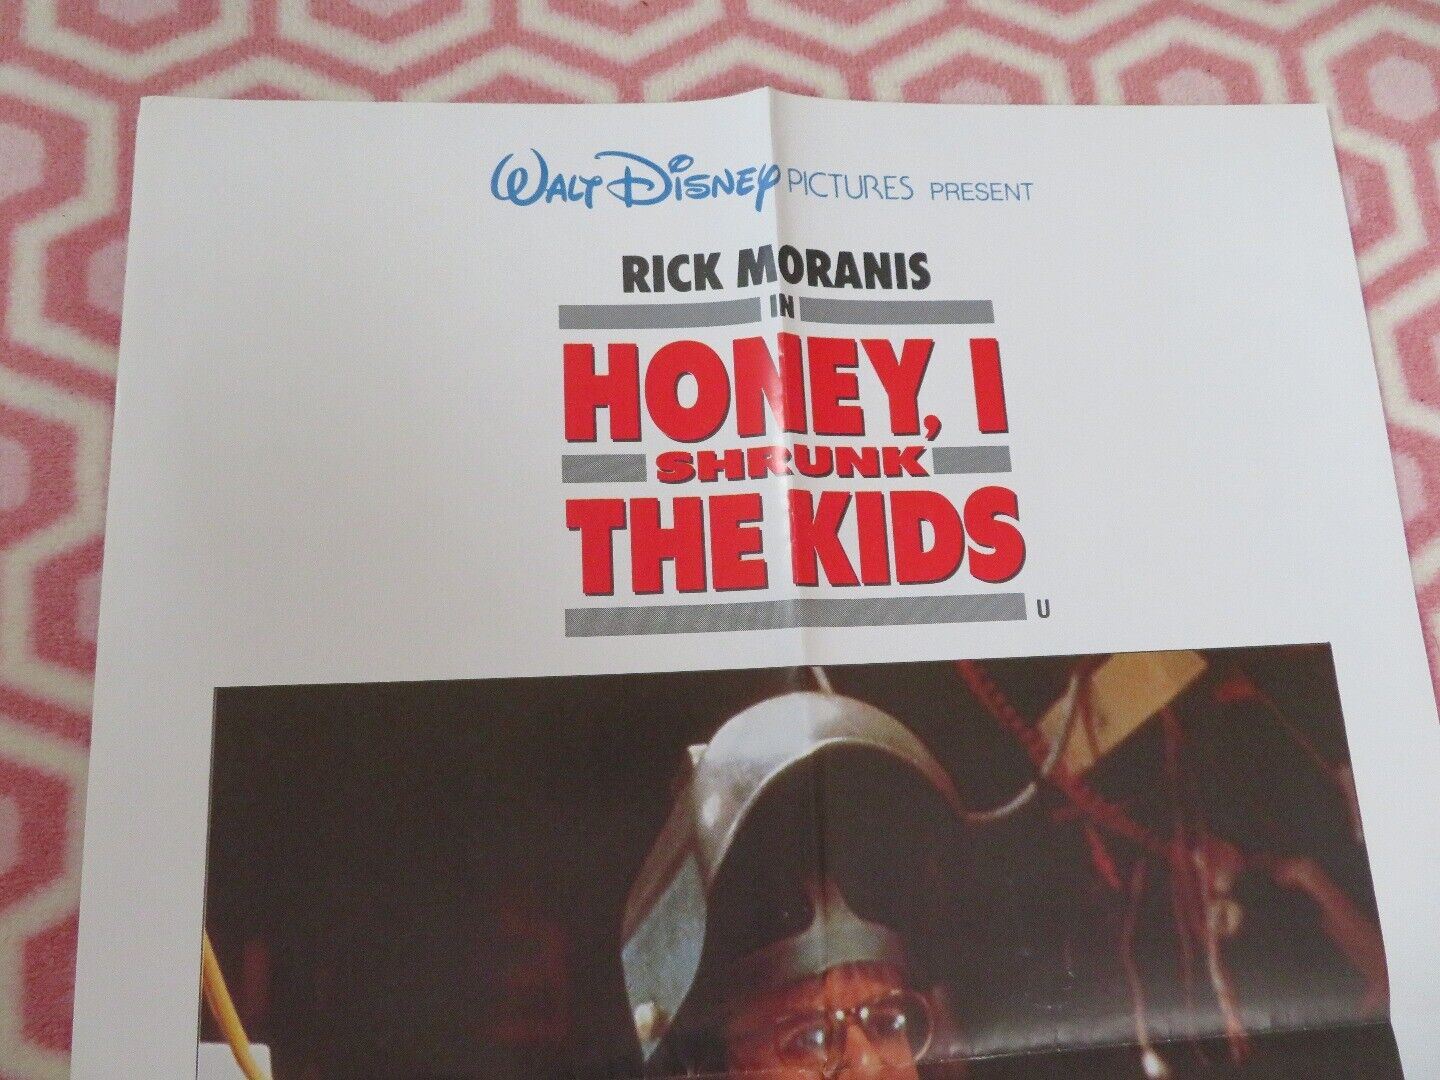 WALT DISNEY PICTURES PRESENT
RICK MORANIS
IN
HONEY, I
SHRUNK
THE KIDS
U